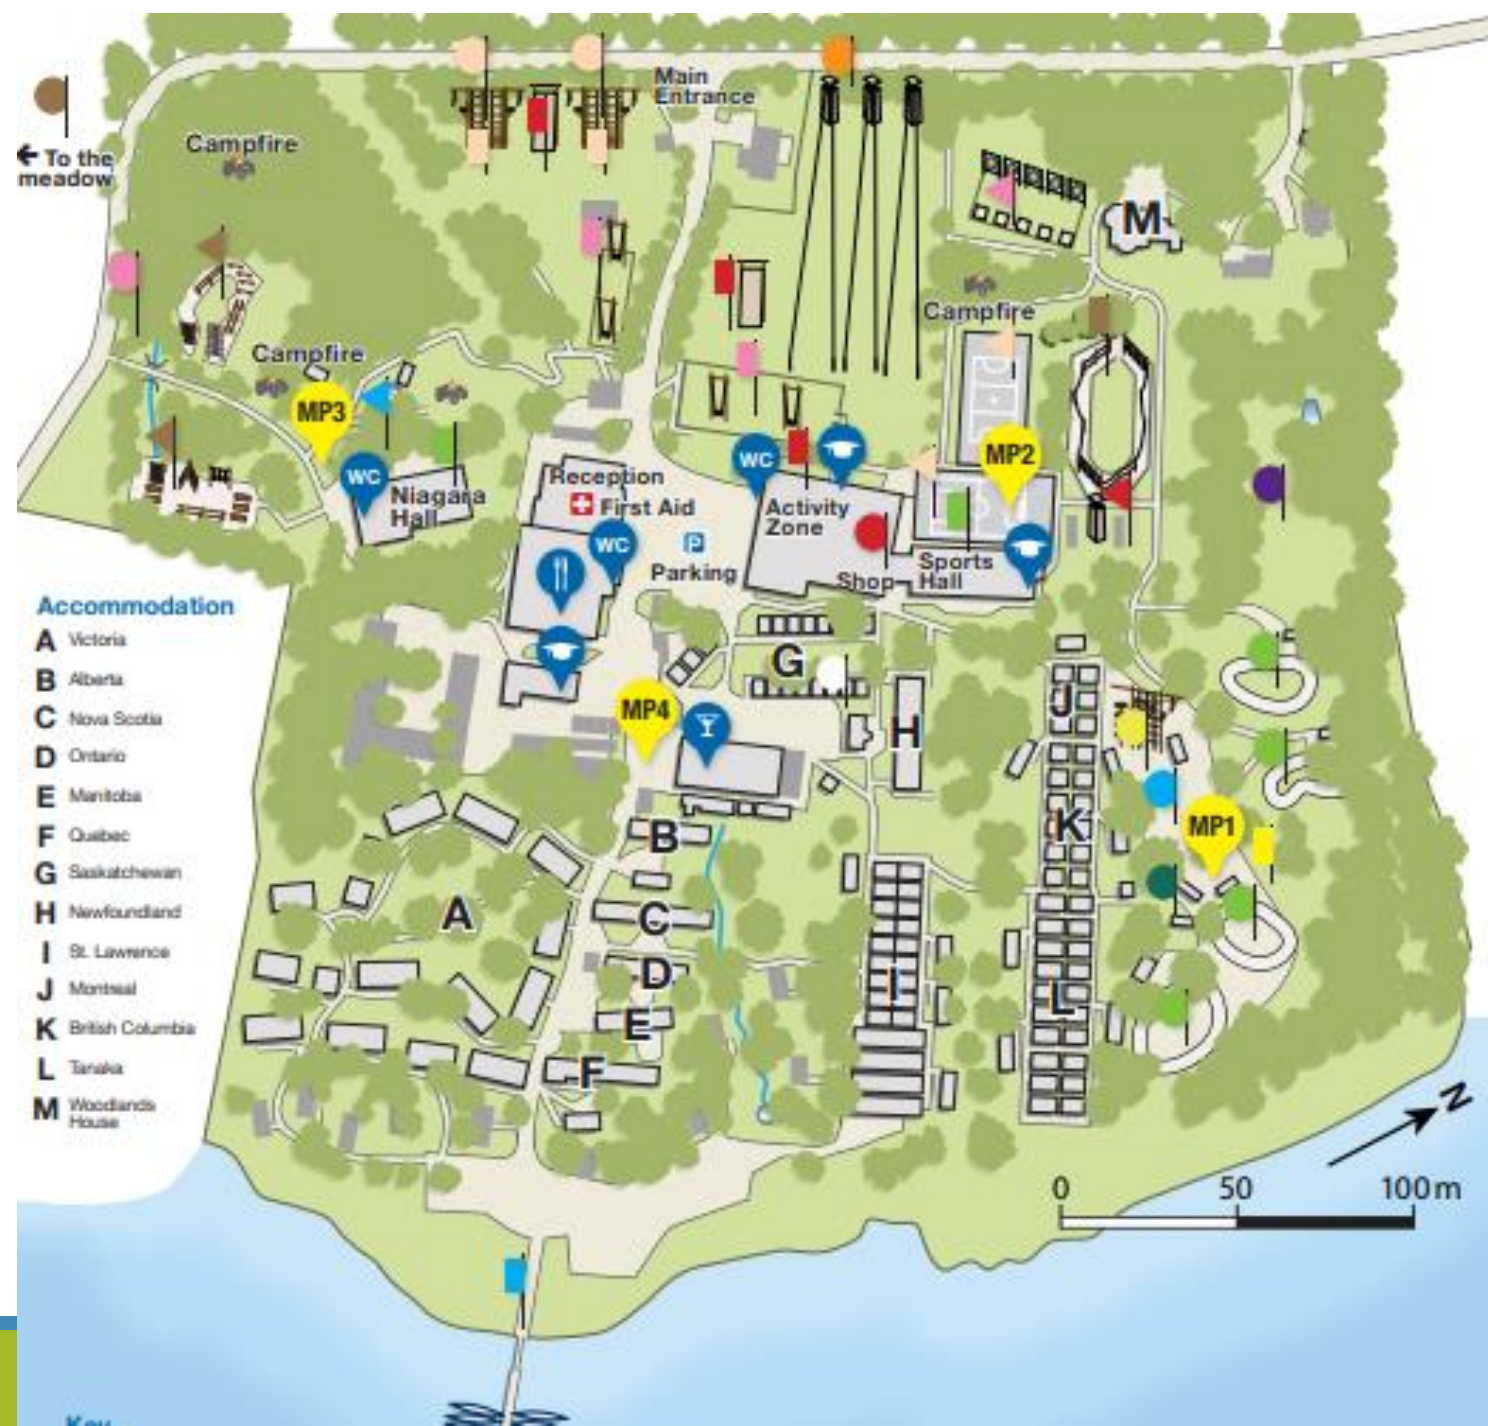 Main
Entrance
Campfire
← To the
meadow
M
Campfire
Campfire
MP3
MP2
WC
WC
Niagara
Hall
Reception
First Aid
Activity
Zone
WC
P
Parking
Shop
Sports
Hall
Accommodation
A Victoria
B Alberta
C Nova Scotia
D Ontario
E Manitoba
F Quebec
G Saskatchewan
H Newfoundland
I St. Lawrence
J Montreal
K British Columbia
L Tanaka
M Woodlands
House
G
J
MP4
H
K
MP1
B
A
C
D
I
L
E
F
N
0 50 100m
Key